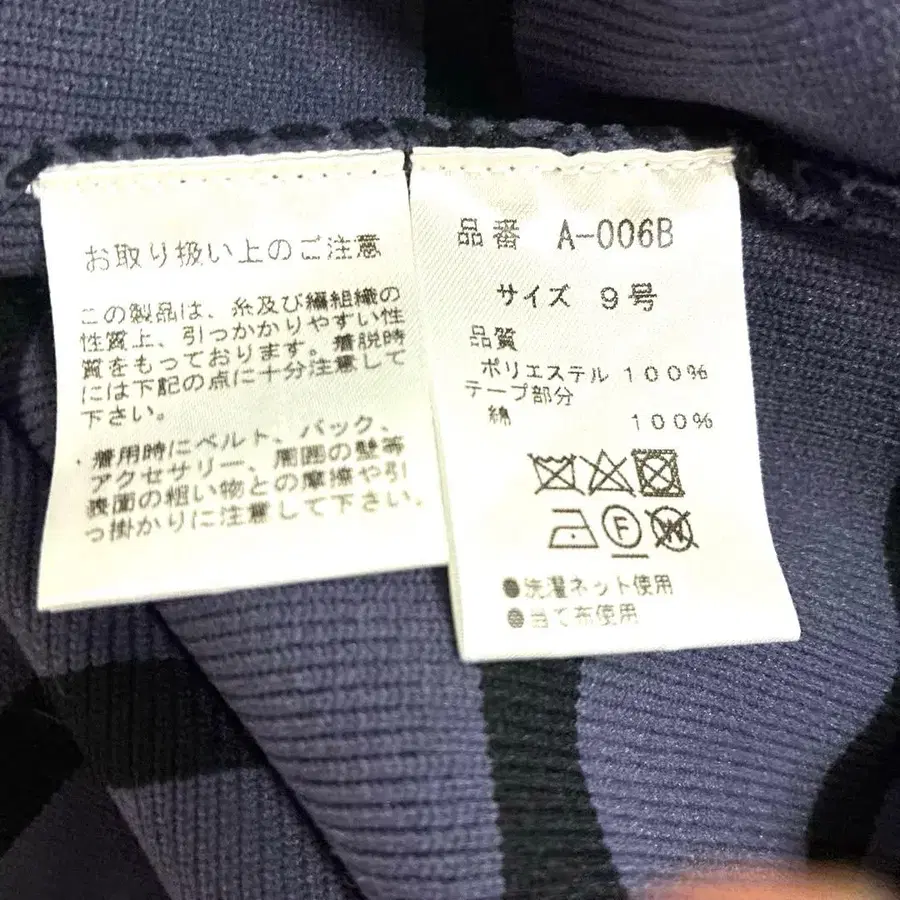 お取り扱い上のご注意
この製品は、糸及び編組織の
性質上、引っかかりやすい性
質をもっております。着脱時
には下記の点に十分注意して
下さい。
・着用時にベルト、バック、
アクセサリー、周囲の壁等
表面の粗い物との摩擦や引
っ掛かりに注意して下さい。
品番 A-006B
サイズ 9号
品質
ポリエステル 100%
テープ部分
綿 100%
F
W
●洗濯ネット使用
●当て布使用